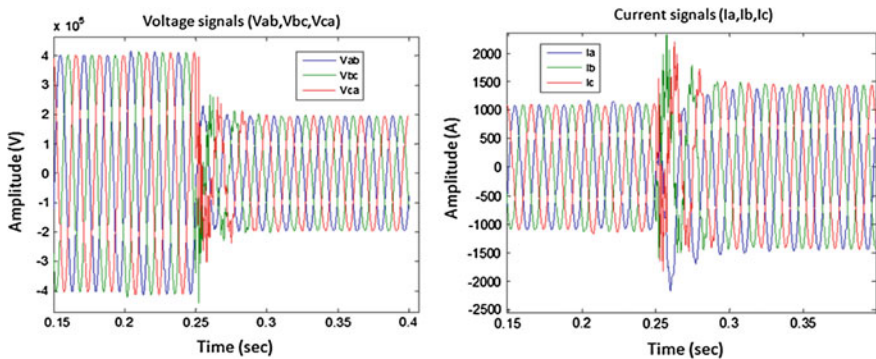 Voltage signals (Vab,Vbc,Vca)
x 10⁵
Amplitude (V)
4
3
2
1
0
-1
-2
-3
-4
Vab
Vbc
Vca
0.15
0.2
0.25
0.3
0.35
0.4
Time (sec)
Current signals (Ia,Ib,Ic)
Amplitude (A)
2000
1500
1000
500
0
-500
-1000
-1500
-2000
-2500
Ia
Ib
Ic
0.15
0.2
0.25
0.3
0.35
Time (sec)